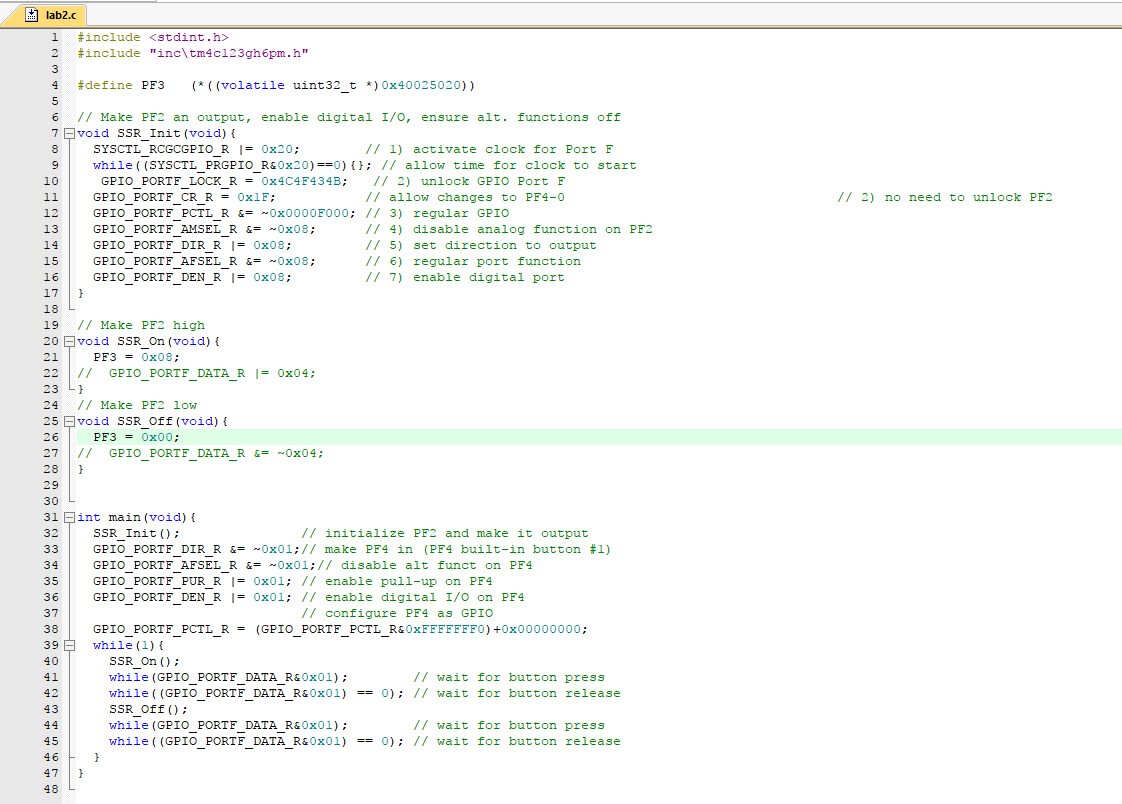 lab2.c
1 #include <stdint.h>
2 #include "inc\tm4c123gh6pm.h"
3
4 #define PF3   (*((volatile uint32_t *)0x40025020))
5
6 // Make PF2 an output, enable digital I/O, ensure alt. functions off
7 void SSR_Init(void){
8   SYSCTL_RCGCGPIO_R |= 0x20;        // 1) activate clock for Port F
9   while((SYSCTL_PRGPIO_R&0x20)==0){}; // allow time for clock to start
10    GPIO_PORTF_LOCK_R = 0x4C4F434B;   // 2) unlock GPIO Port F
11   GPIO_PORTF_CR_R = 0x1F;           // allow changes to PF4-0                                  // 2) no need to unlock PF2
12   GPIO_PORTF_PCTL_R &= ~0x0000F000; // 3) regular GPIO
13   GPIO_PORTF_AMSEL_R &= ~0x08;      // 4) disable analog function on PF2
14   GPIO_PORTF_DIR_R |= 0x08;         // 5) set direction to output
15   GPIO_PORTF_AFSEL_R &= ~0x08;      // 6) regular port function
16   GPIO_PORTF_DEN_R |= 0x08;         // 7) enable digital port
17 }
18
19 // Make PF2 high
20 void SSR_On(void){
21   PF3 = 0x08;
22 //  GPIO_PORTF_DATA_R |= 0x04;
23 }
24 // Make PF2 low
25 void SSR_Off(void){
26   PF3 = 0x00;
27 //  GPIO_PORTF_DATA_R &= ~0x04;
28 }
29
30
31 int main(void){
32   SSR_Init();               // initialize PF2 and make it output
33   GPIO_PORTF_DIR_R &= ~0x01;// make PF4 in (PF4 built-in button #1)
34   GPIO_PORTF_AFSEL_R &= ~0x01;// disable alt funct on PF4
35   GPIO_PORTF_PUR_R |= 0x01; // enable pull-up on PF4
36   GPIO_PORTF_DEN_R |= 0x01; // enable digital I/O on PF4
37                             // configure PF4 as GPIO
38   GPIO_PORTF_PCTL_R = (GPIO_PORTF_PCTL_R&0xFFFFFFF0)+0x00000000;
39   while(1){
40     SSR_On();
41     while(GPIO_PORTF_DATA_R&0x01);        // wait for button press
42     while((GPIO_PORTF_DATA_R&0x01) == 0); // wait for button release
43     SSR_Off();
44     while(GPIO_PORTF_DATA_R&0x01);        // wait for button press
45     while((GPIO_PORTF_DATA_R&0x01) == 0); // wait for button release
46   }
47 }
48